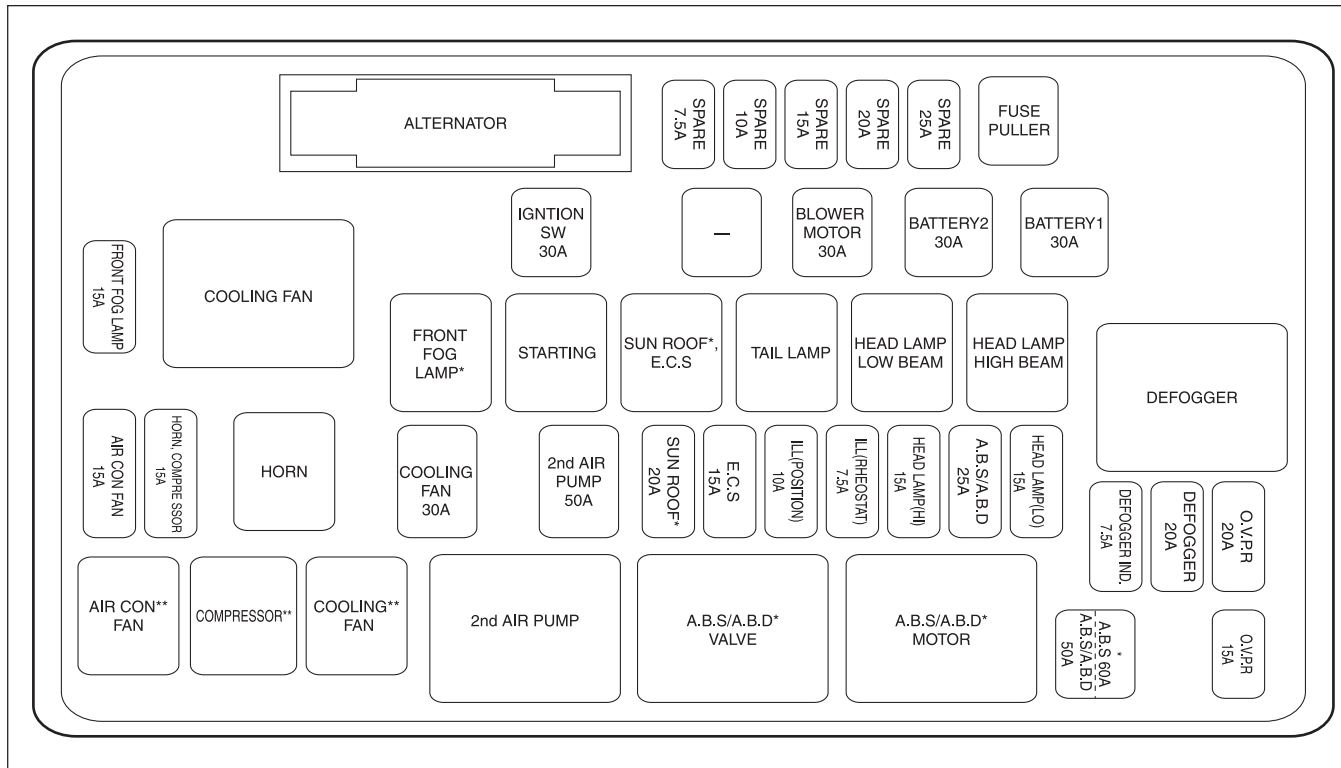 ALTERNATOR
SPARE
7.5A
SPARE
10A
SPARE
15A
SPARE
20A
SPARE
25A
FUSE
PULLER
IGNTION
SW
30A
—
BLOWER
MOTOR
30A
BATTERY2
30A
BATTERY1
30A
FRONT FOG LAMP
15A
COOLING FAN
FRONT
FOG
LAMP*
STARTING
SUN ROOF*,
E.C.S
TAIL LAMP
HEAD LAMP
LOW BEAM
HEAD LAMP
HIGH BEAM
DEFOGGER
AIR CON FAN
15A
HORN, COMPRE SSOR
15A
HORN
COOLING
FAN
30A
2nd AIR
PUMP
50A
SUN ROOF*
20A
E.C.S
15A
ILL(POSITION)
10A
ILL(RHEOSTAT)
7.5A
HEAD LAMP(HI)
15A
A.B.S/A.B.D
25A
HEAD LAMP(LO)
15A
DEFOGGER IND.
7.5A
DEFOGGER
20A
O.V.P.R
20A
AIR CON**
FAN
COMPRESSOR**
COOLING**
FAN
2nd AIR PUMP
A.B.S/A.B.D*
VALVE
A.B.S/A.B.D*
MOTOR
*
A.B.S 60A
A.B.S/A.B.D
50A
O.V.P.R
15A